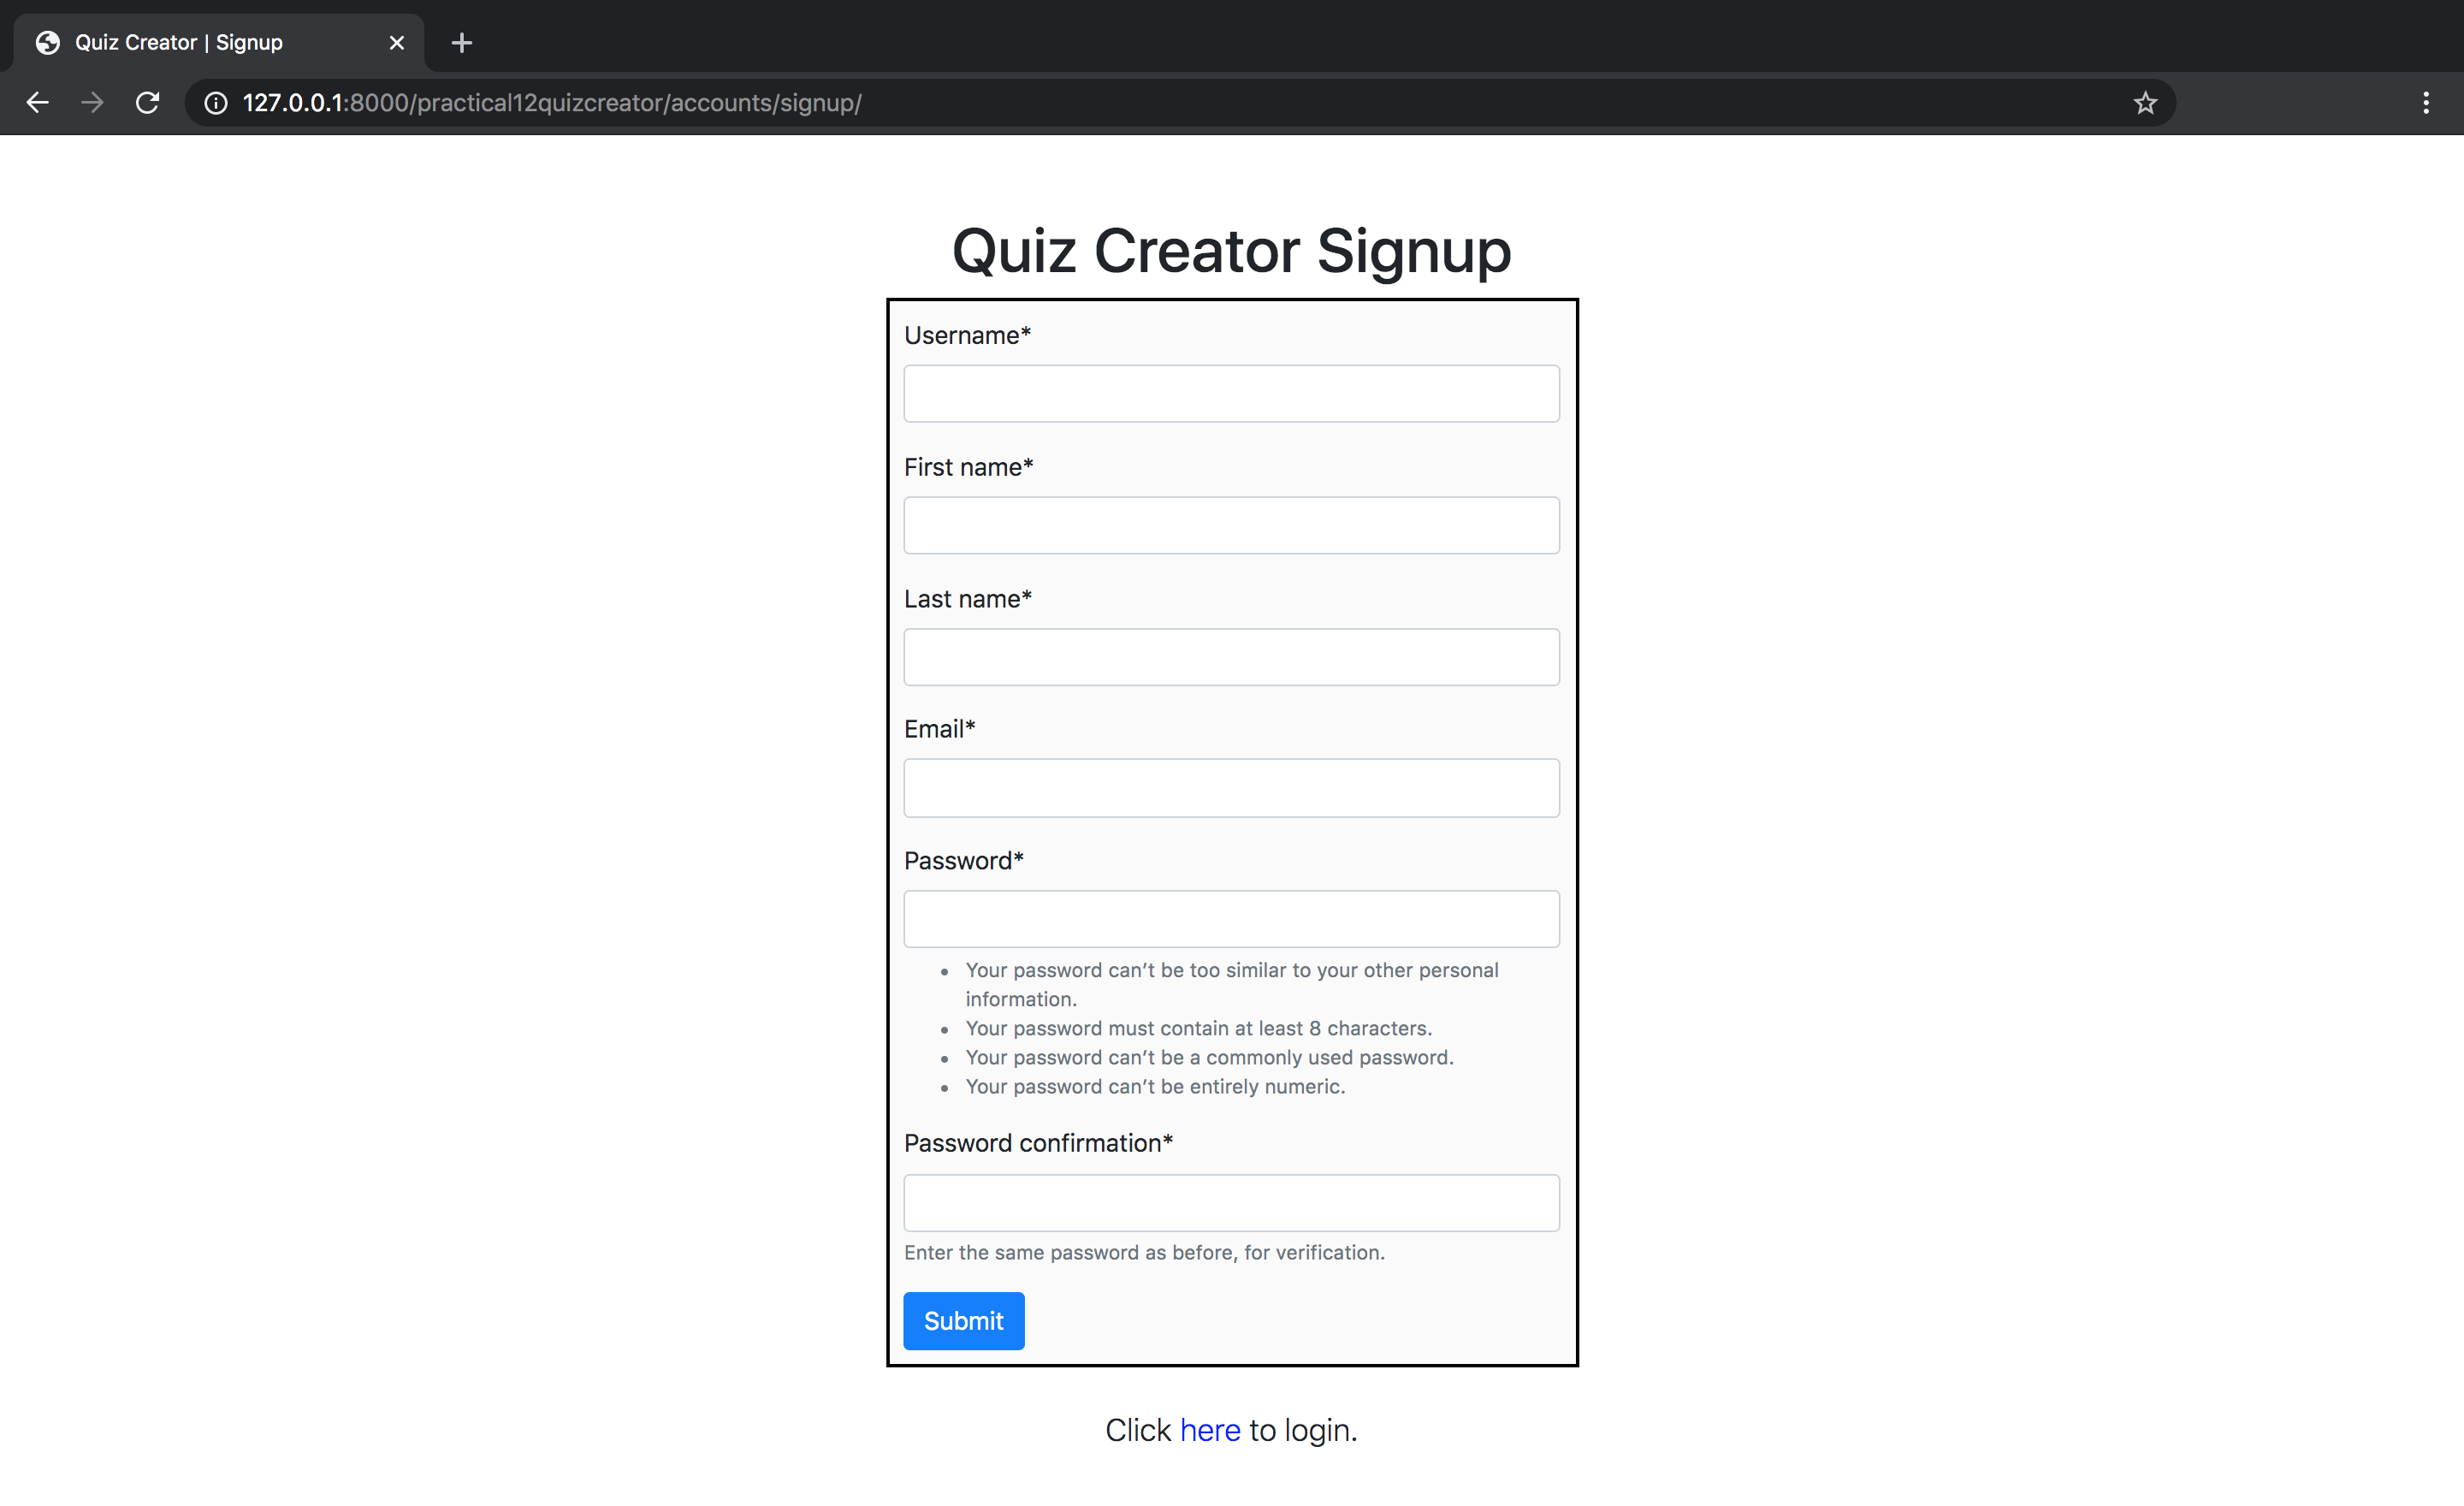 Quiz Creator | Signup
127.0.0.1:8000/practical12quizcreator/accounts/signup/
Quiz Creator Signup
Username*
First name*
Last name*
Email*
Password*
Your password can’t be too similar to your other personal
information.
Your password must contain at least 8 characters.
Your password can’t be a commonly used password.
Your password can’t be entirely numeric.
Password confirmation*
Enter the same password as before, for verification.
Submit
Click here to login.